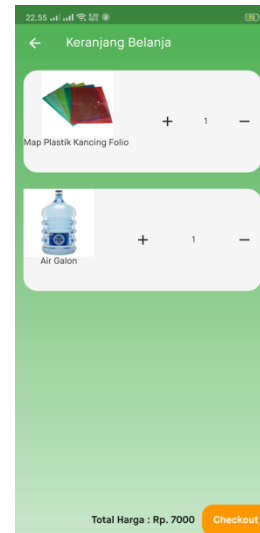 22.55
Keranjang Belanja
+ 1 −
Map Plastik Kancing Folio
+ 1 −
Air Galon
Total Harga : Rp. 7000 Checkout